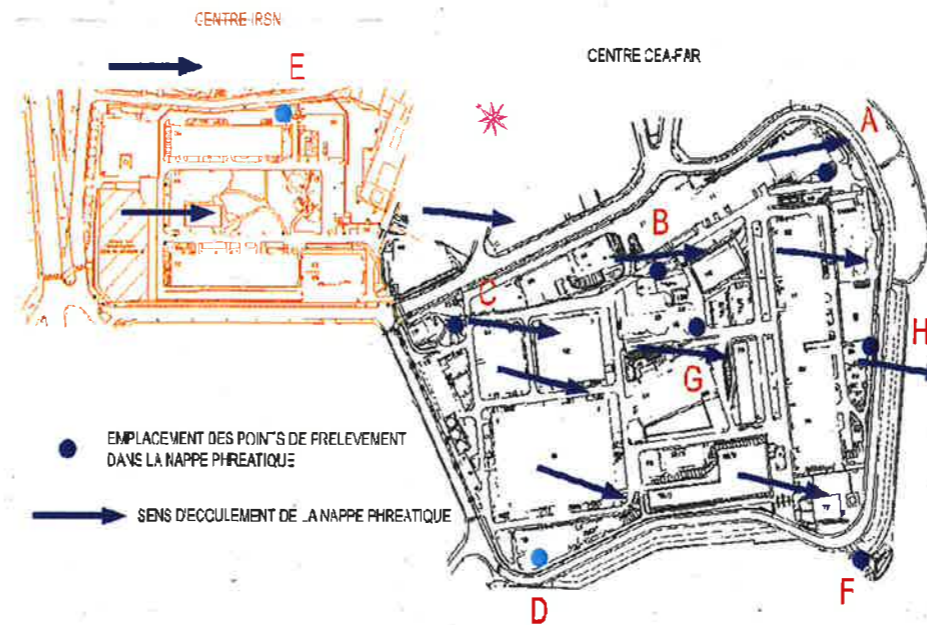 CENTRE IRSN
CENTRE CEA-FAR
E
A
B
C
H
G
EMPLACEMENT DES POINTS DE PRELEVEMENT
DANS LA NAPPE PHREATIQUE
SENS D'ECOULEMENT DE LA NAPPE PHREATIQUE
D
F